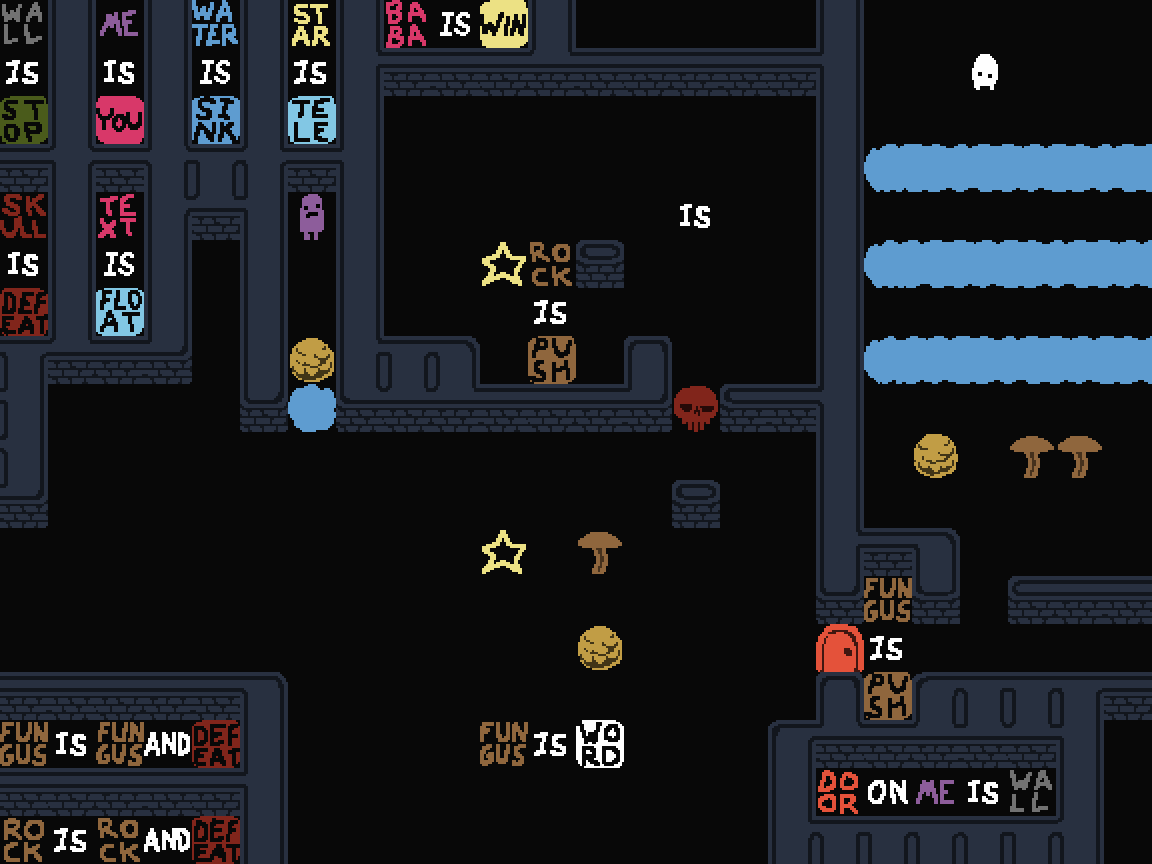 WALL IS STOP
ME IS YOU
WATER IS SINK
STAR IS TELE
BABA IS WIN
SKULL IS DEFEAT
TEXT IS FLOAT
IS
ROCK IS PUSH
FUNGUS IS PUSH
FUNGUS IS FUNGUS AND DEFEAT
FUNGUS IS WORD
DOOR ON ME IS WALL
ROCK IS ROCK AND DEFEAT